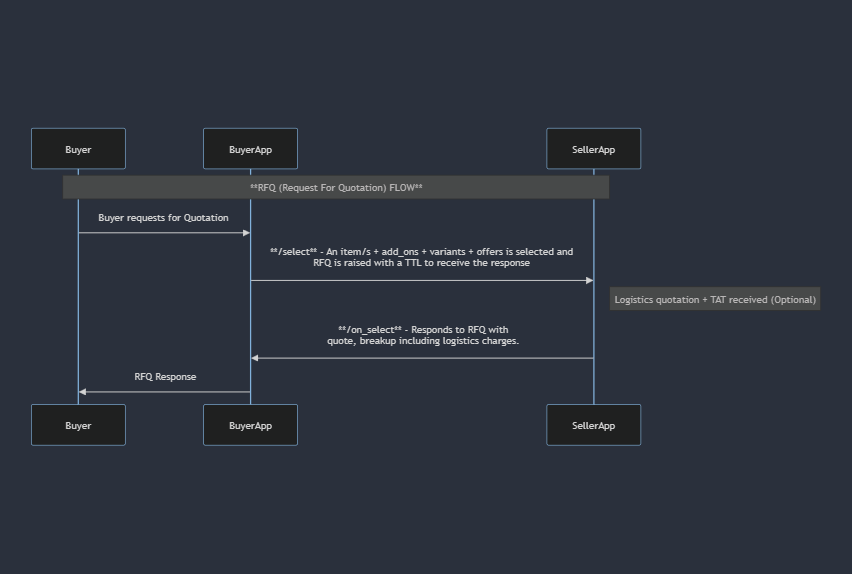 Buyer
BuyerApp
SellerApp
**RFQ (Request For Quotation) FLOW**
Buyer requests for Quotation
**/select** - An item/s + add_ons + variants + offers is selected and
RFQ is raised with a TTL to receive the response
Logistics quotation + TAT received (Optional)
**/on_select** - Responds to RFQ with
quote, breakup including logistics charges.
RFQ Response
Buyer
BuyerApp
SellerApp